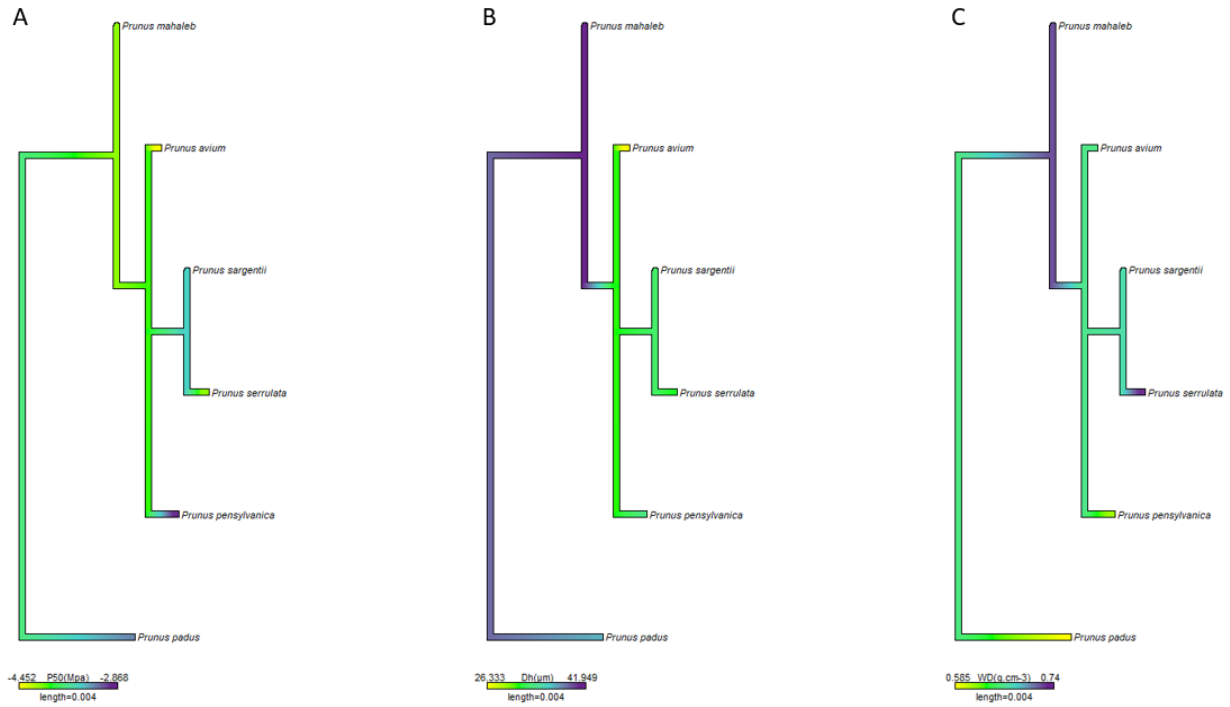 A
Prunus mahaleb
Prunus avium
Prunus sargentii
Prunus serrulata
Prunus pensylvanica
Prunus padus
-4.452 P50(Mpa) -2.868
length=0.004
B
Prunus mahaleb
Prunus avium
Prunus sargentii
Prunus serrulata
Prunus pensylvanica
Prunus padus
26.333 Dh(µm) 41.949
length=0.004
C
Prunus mahaleb
Prunus avium
Prunus sargentii
Prunus serrulata
Prunus pensylvanica
Prunus padus
0.585 WD(g.cm-3) 0.74
length=0.004